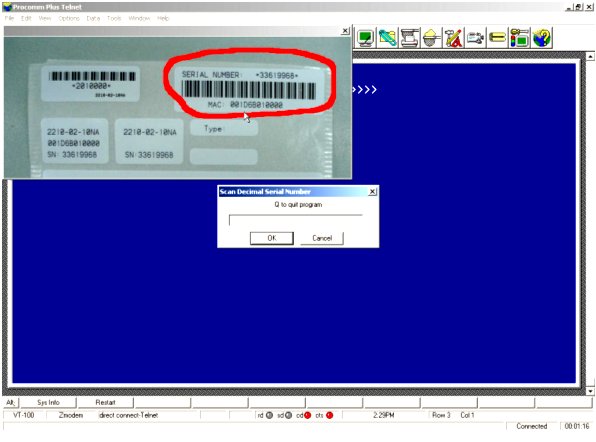 Procomm Plus Telnet
File Edit View Options Data Tools Window Help
*2010000*
2210-02-10NA
SERIAL NUMBER: *33619968*
MAC: 001D6B010000
2210-02-10NA
001D6B010000
SN: 33619968
2210-02-10NA
SN: 33619968
Type:
>>>>
Scan Decimal Serial Number
Q to quit program
OK Cancel
Alt; Sys Info Restart
VT-100 Zmodem direct connect-Telnet rd sd cd cts 2:29PM Row 3 Col 1
Connected 00:01:16